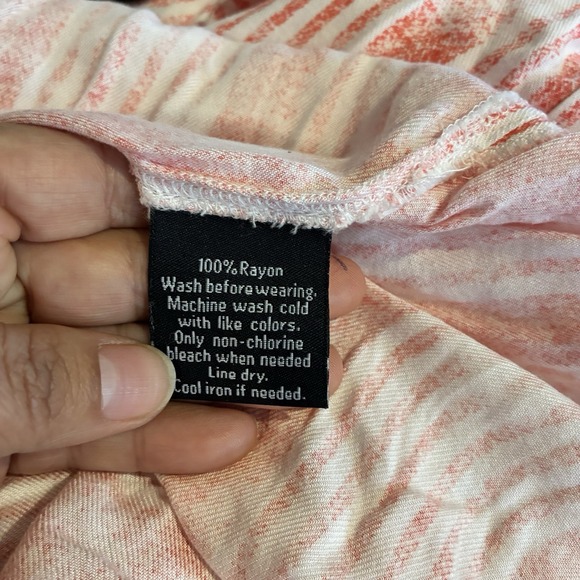 100% Rayon
Wash before wearing.
Machine wash cold
with like colors.
Only non-chlorine
bleach when needed
Line dry.
Cool iron if needed.